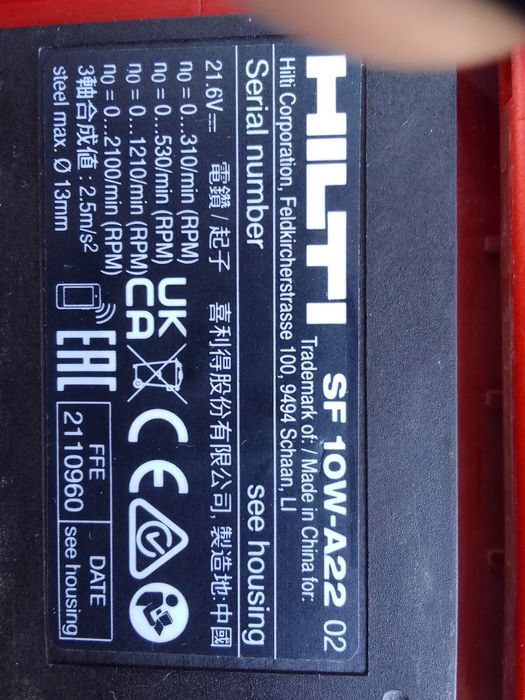 HILTI SF 10W-A22 02
Trademark of: / Made in China for:
Hilti Corporation, Feldkircherstrasse 100, 9494 Schaan, LI
Serial number see housing
21.6V⎓ 電鑽 / 起子 喜利得股份有限公司, 製造地:中國
n₀ = 0...310/min (RPM)
n₀ = 0...530/min (RPM)
n₀ = 0...1210/min (RPM)
n₀ = 0...2100/min (RPM)
3軸合成值 : 2.5m/s²
steel max. Ø 13mm
UK
CA
CE
EAC
FFE
2110960
DATE
see housing